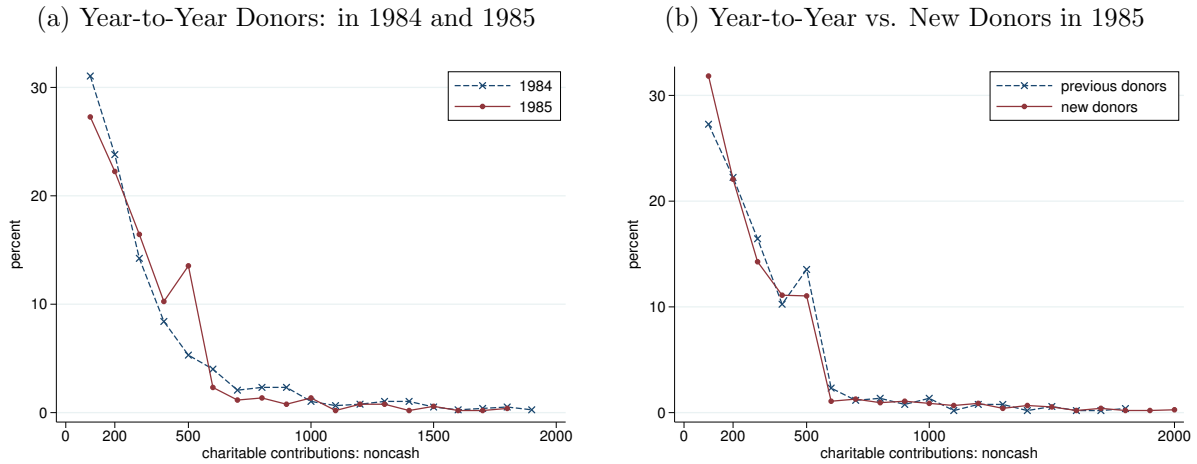 (a) Year-to-Year Donors: in 1984 and 1985
30
20
10
0
percent
1984
1985
0 200 500 1000 1500 2000
charitable contributions: noncash
(b) Year-to-Year vs. New Donors in 1985
30
20
10
0
percent
previous donors
new donors
0 200 500 1000 2000
charitable contributions: noncash